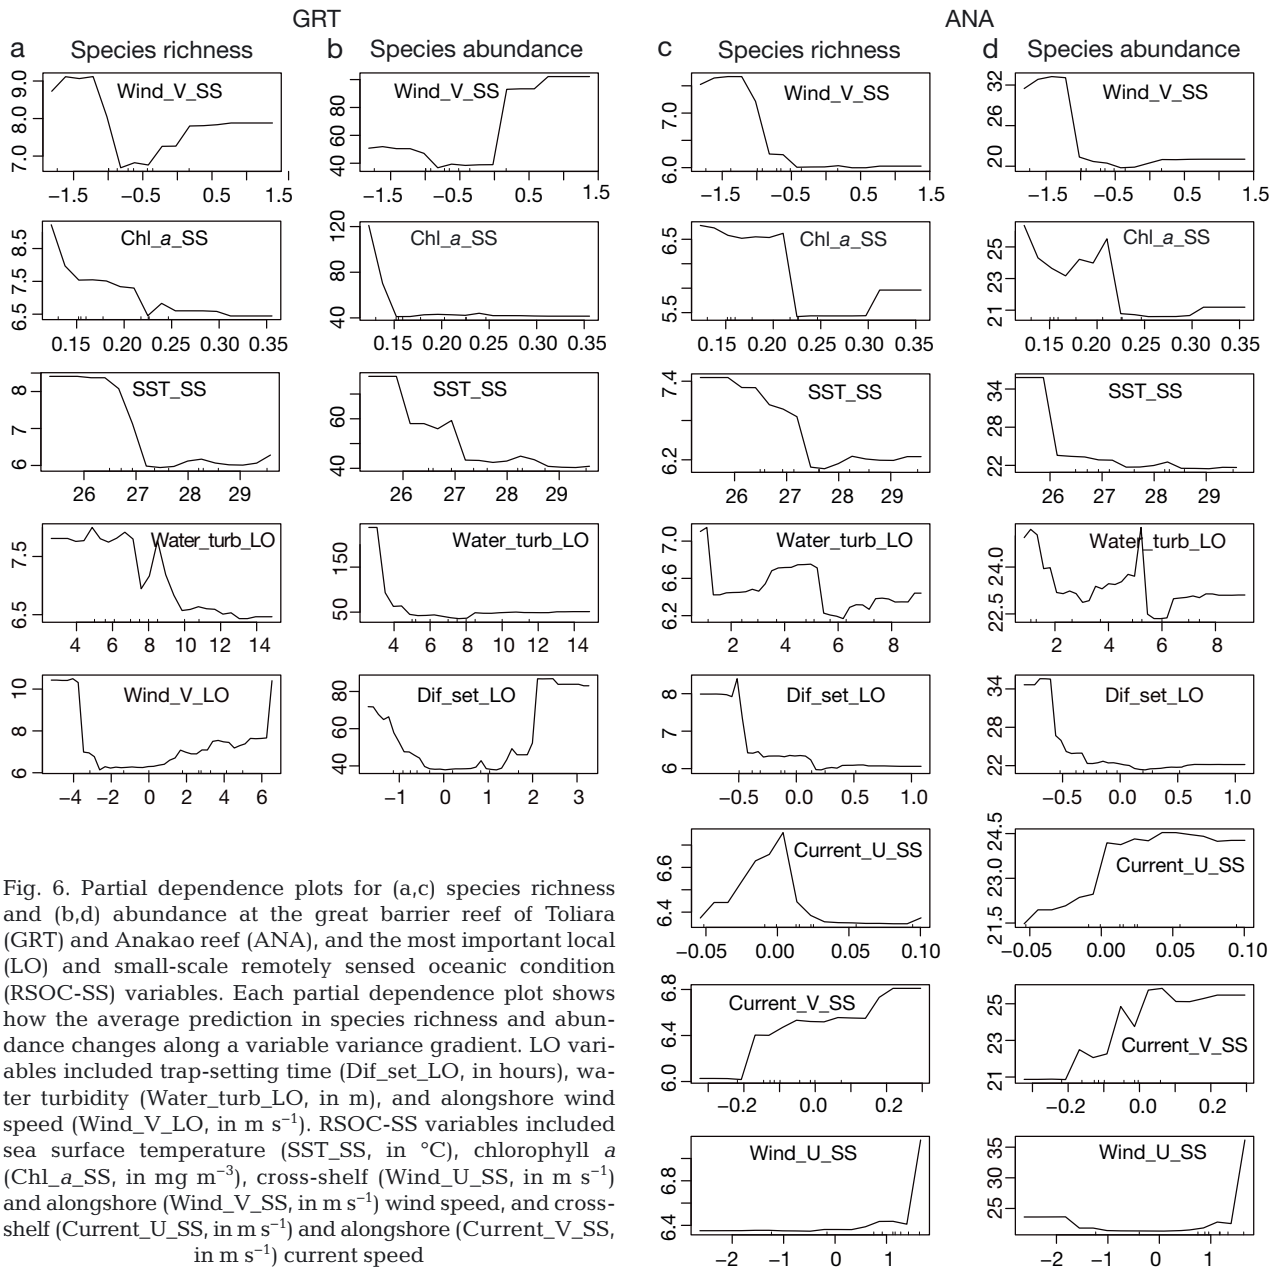 GRT
ANA
a Species richness
b Species abundance
c Species richness
d Species abundance
Wind_V_SS
9.0
8.0
7.0
−1.5 −0.5 0.5 1.5
Wind_V_SS
80
60
40
−1.5 −0.5 0.5 1.5
Wind_V_SS
7.0
6.0
−1.5 −0.5 0.5 1.5
Wind_V_SS
32
26
20
−1.5 −0.5 0.5 1.5
Chl_a_SS
8.5
7.5
6.5
0.15 0.20 0.25 0.30 0.35
Chl_a_SS
120
80
40
0.15 0.20 0.25 0.30 0.35
Chl_a_SS
6.5
5.5
0.15 0.20 0.25 0.30 0.35
Chl_a_SS
25
23
21
0.15 0.20 0.25 0.30 0.35
SST_SS
8
7
6
26 27 28 29
SST_SS
60
40
26 27 28 29
SST_SS
7.4
6.2
26 27 28 29
SST_SS
34
28
22
26 27 28 29
Water_turb_LO
7.5
6.5
4 6 8 10 12 14
Water_turb_LO
150
50
4 6 8 10 12 14
Water_turb_LO
7.0
6.6
6.2
2 4 6 8
Water_turb_LO
24.0
22.5
2 4 6 8
Wind_V_LO
10
8
6
−4 −2 0 2 4 6
Dif_set_LO
80
60
40
−1 0 1 2 3
Dif_set_LO
8
7
6
−0.5 0.0 0.5 1.0
Dif_set_LO
34
28
22
−0.5 0.0 0.5 1.0
Current_U_SS
6.6
6.4
−0.05 0.00 0.05 0.10
Current_U_SS
24.5
23.0
21.5
−0.05 0.00 0.05 0.10
Current_V_SS
6.8
6.4
6.0
−0.2 0.0 0.2
Current_V_SS
25
23
21
−0.2 0.0 0.2
Wind_U_SS
6.8
6.4
−2 −1 0 1
Wind_U_SS
35
30
25
−2 −1 0 1
Fig. 6. Partial dependence plots for (a,c) species richness
and (b,d) abundance at the great barrier reef of Toliara
(GRT) and Anakao reef (ANA), and the most important local
(LO) and small-scale remotely sensed oceanic condition
(RSOC-SS) variables. Each partial dependence plot shows
how the average prediction in species richness and abun-
dance changes along a variable variance gradient. LO vari-
ables included trap-setting time (Dif_set_LO, in hours), wa-
ter turbidity (Water_turb_LO, in m), and alongshore wind
speed (Wind_V_LO, in m s⁻¹). RSOC-SS variables included
sea surface temperature (SST_SS, in °C), chlorophyll a
(Chl_a_SS, in mg m⁻³), cross-shelf (Wind_U_SS, in m s⁻¹)
and alongshore (Wind_V_SS, in m s⁻¹) wind speed, and cross-
shelf (Current_U_SS, in m s⁻¹) and alongshore (Current_V_SS,
in m s⁻¹) current speed